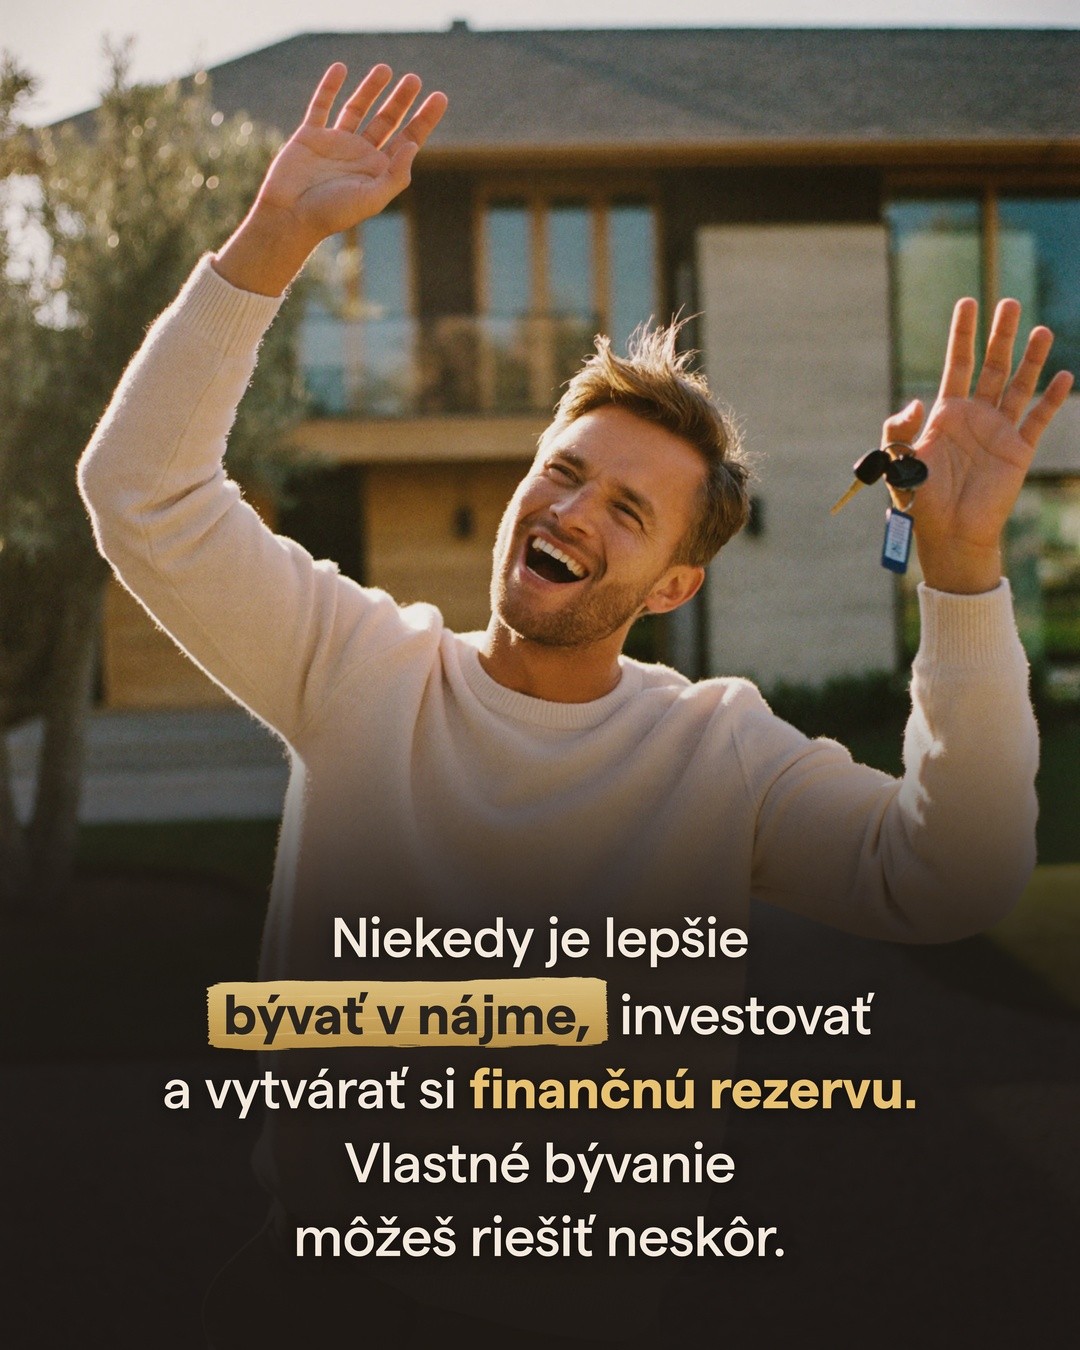 Niekedy je lepšie
bývať v nájme, investovať
a vytvárať si finančnú rezervu.
Vlastné bývanie
môžeš riešiť neskôr.